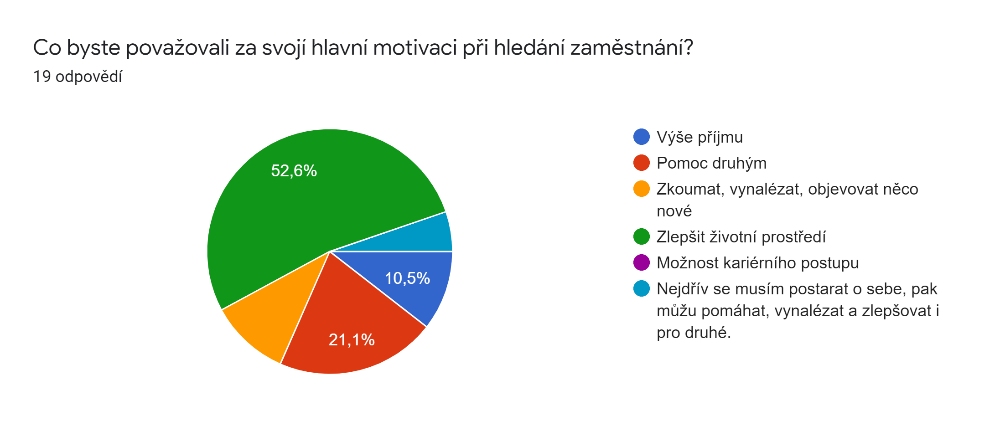 Co byste považovali za svojí hlavní motivaci při hledání zaměstnání?
19 odpovědí
52,6%
10,5%
21,1%
Výše příjmu
Pomoc druhým
Zkoumat, vynalézat, objevovat něco
nové
Zlepšit životní prostředí
Možnost kariérního postupu
Nejdřív se musím postarat o sebe, pak
můžu pomáhat, vynalézat a zlepšovat i
pro druhé.